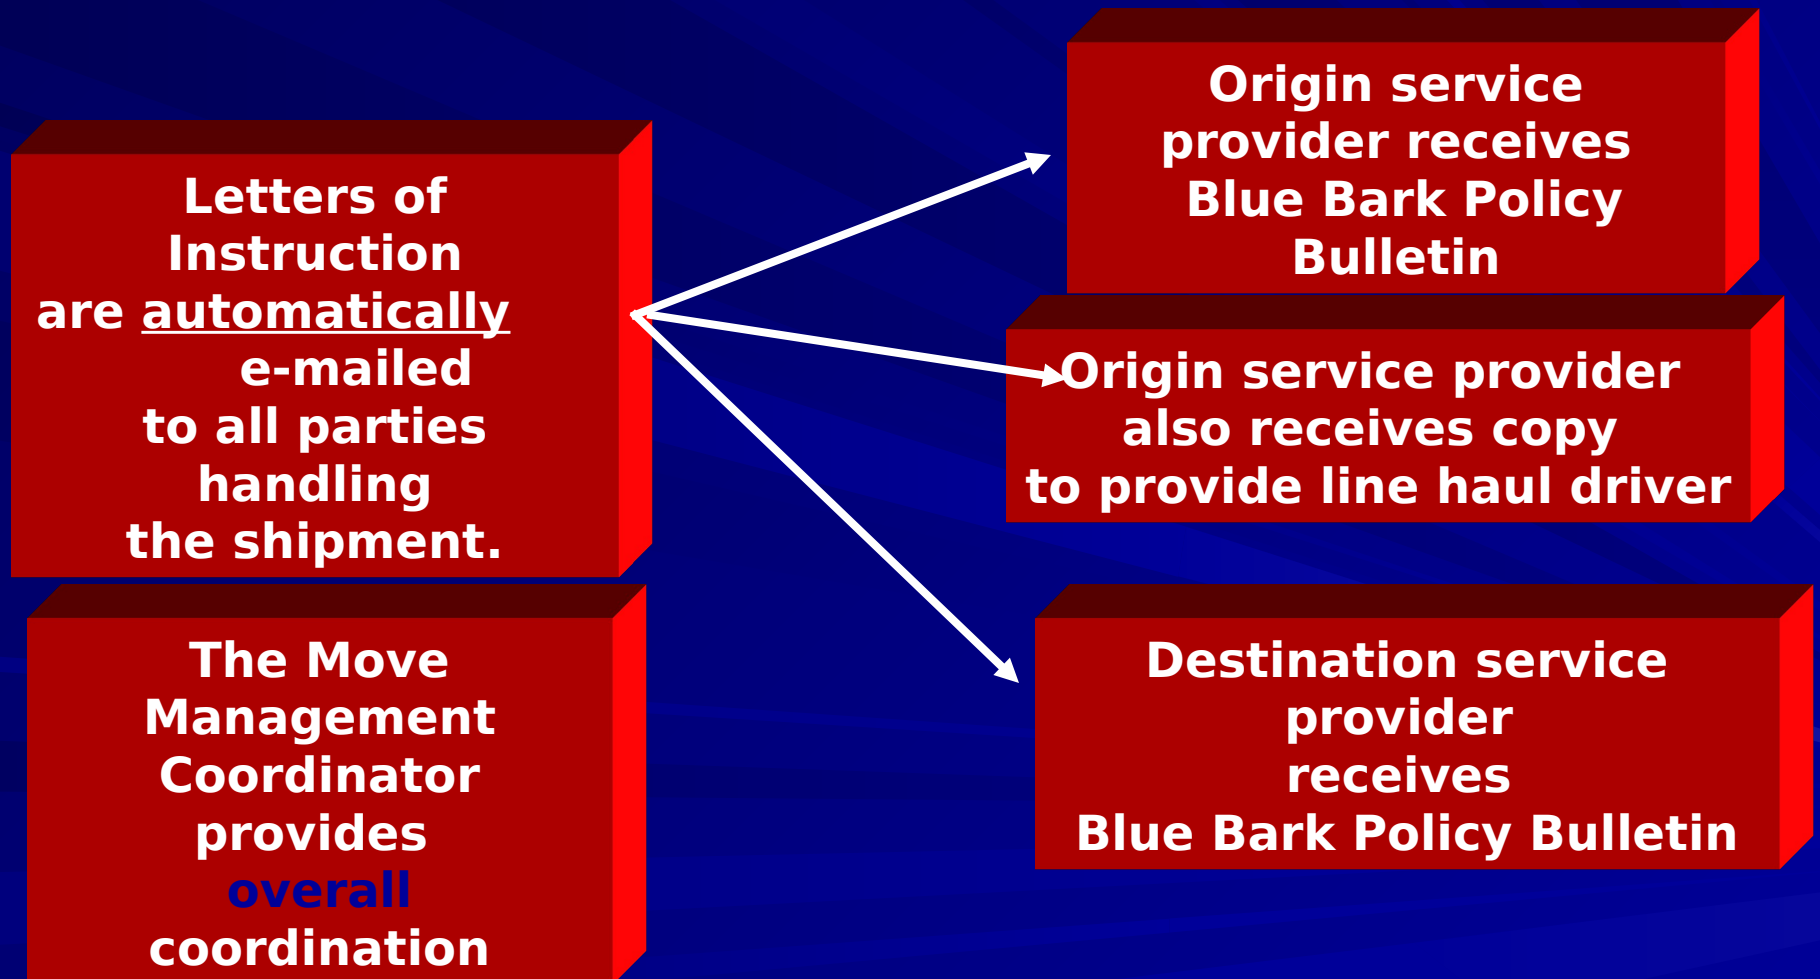 Letters of
Instruction
are automatically
e-mailed
to all parties
handling
the shipment.
The Move
Management
Coordinator
provides
overall
coordination
Origin service
provider receives
Blue Bark Policy
Bulletin
Origin service provider
also receives copy
to provide line haul driver
Destination service
provider
receives
Blue Bark Policy Bulletin